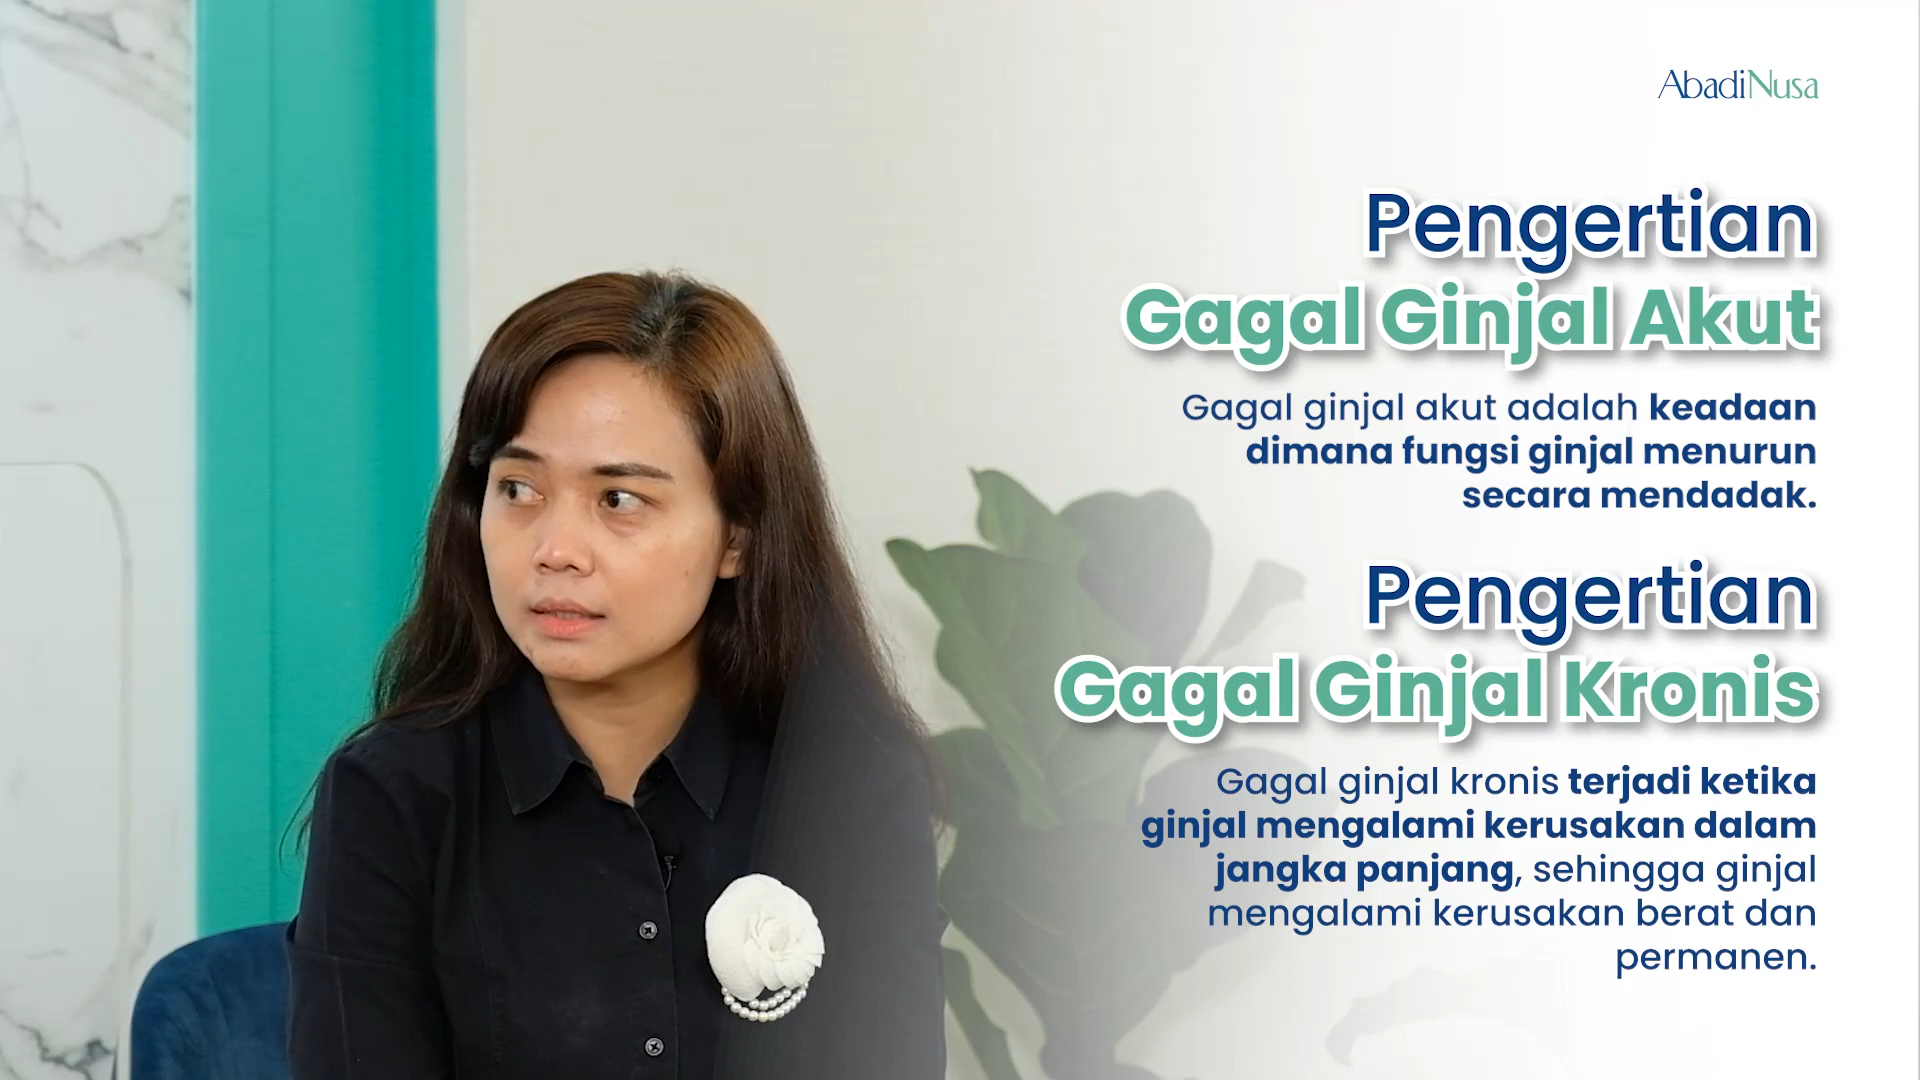 AbadiNusa
Pengertian
Gagal Ginjal Akut
Gagal ginjal akut adalah keadaan
dimana fungsi ginjal menurun
secara mendadak.
Pengertian
Gagal Ginjal Kronis
Gagal ginjal kronis terjadi ketika
ginjal mengalami kerusakan dalam
jangka panjang, sehingga ginjal
mengalami kerusakan berat dan
permanen.